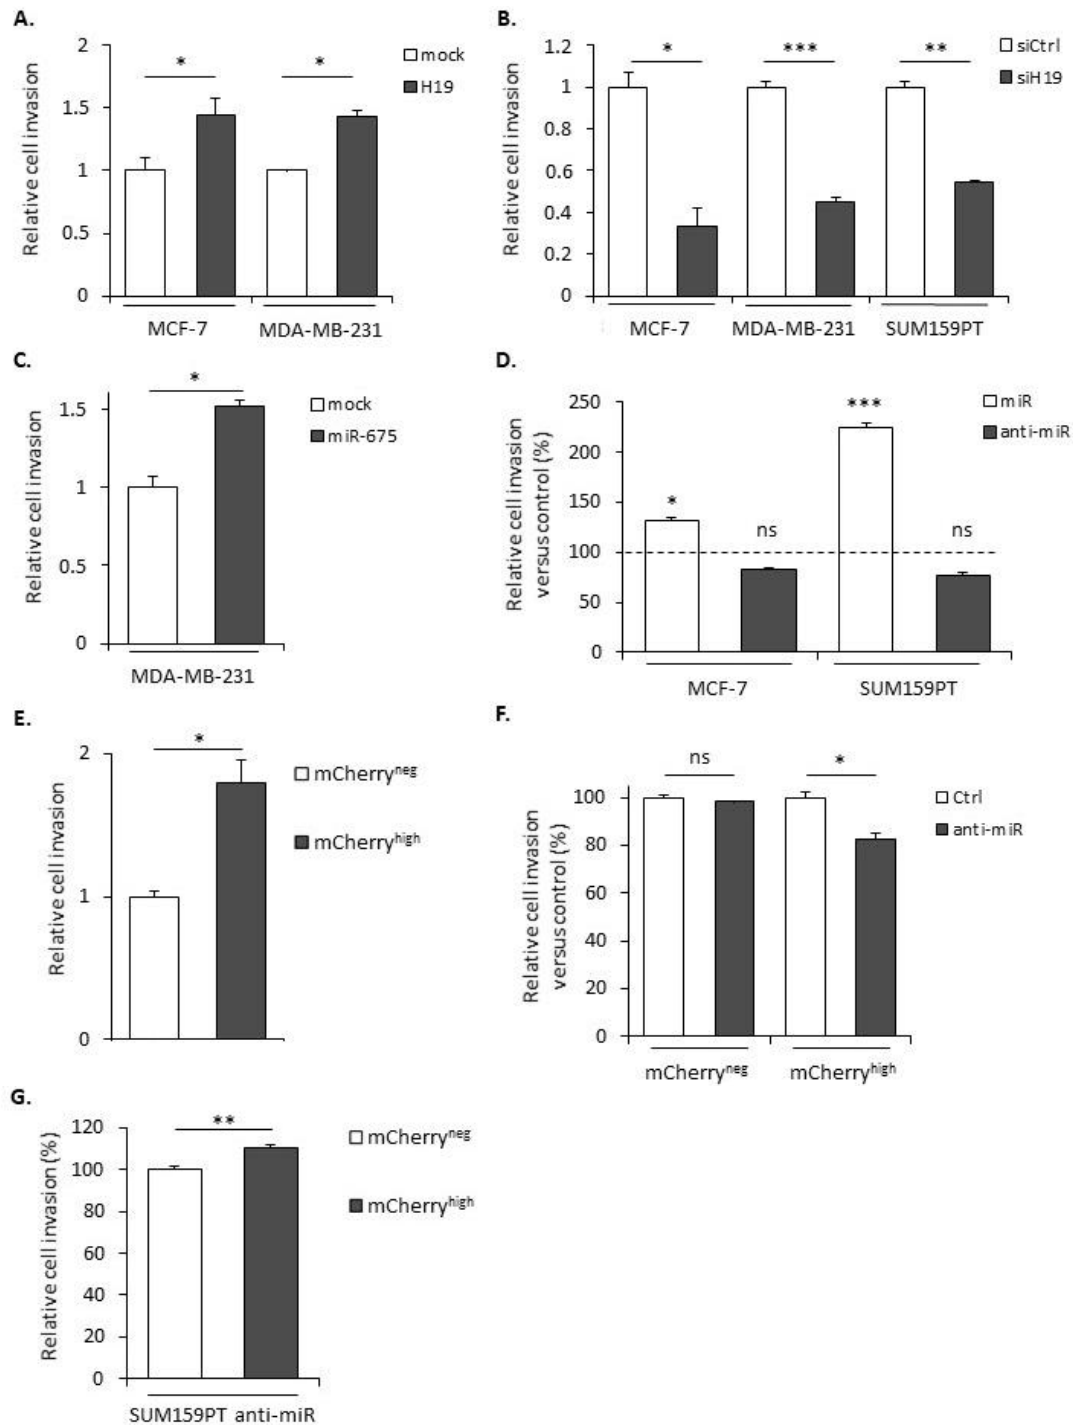 A.
Relative cell invasion
2
1.5
1
0.5
0
*
*
mock
H19
MCF-7
MDA-MB-231
B.
Relative cell invasion
1.2
1
0.8
0.6
0.4
0.2
0
*
***
**
siCtrl
siH19
MCF-7
MDA-MB-231
SUM159PT
C.
Relative cell invasion
1.5
1
0.5
0
*
mock
miR-675
MDA-MB-231
D.
Relative cell invasion
versus control (%)
250
200
150
100
50
0
*
ns
***
ns
miR
anti-miR
MCF-7
SUM159PT
E.
Relative cell invasion
2
1
0
*
mCherryneg
mCherryhigh
F.
Relative cell invasion
versus control (%)
100
80
60
40
20
0
ns
*
Ctrl
anti-miR
mCherryneg
mCherryhigh
G.
Relative cell invasion (%)
120
100
80
60
40
20
0
**
mCherryneg
mCherryhigh
SUM159PT anti-miR